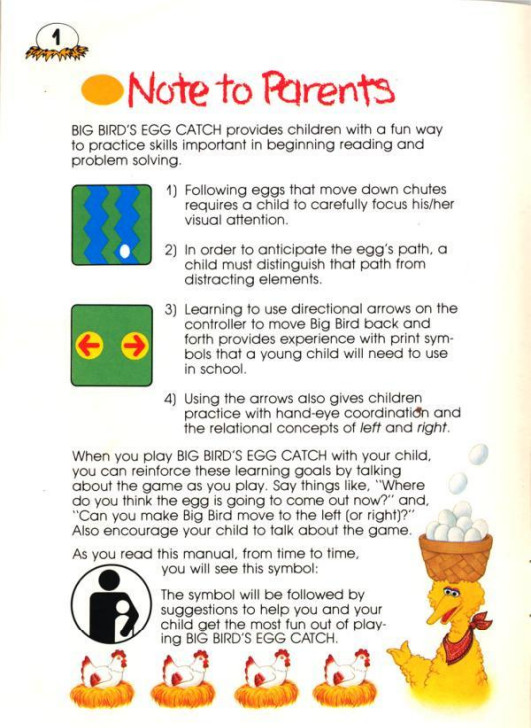 1
Note to Parents
BIG BIRD'S EGG CATCH provides children with a fun way
to practice skills important in beginning reading and
problem solving.
1) Following eggs that move down chutes
requires a child to carefully focus his/her
visual attention.
2) In order to anticipate the egg's path, a
child must distinguish that path from
distracting elements.
3) Learning to use directional arrows on the
controller to move Big Bird back and
forth provides experience with print sym-
bols that a young child will need to use
in school.
4) Using the arrows also gives children
practice with hand-eye coordination and
the relational concepts of left and right.
When you play BIG BIRD'S EGG CATCH with your child,
you can reinforce these learning goals by talking
about the game as you play. Say things like, "Where
do you think the egg is going to come out now?" and,
"Can you make Big Bird move to the left (or right)?"
Also encourage your child to talk about the game.
As you read this manual, from time to time,
you will see this symbol:
The symbol will be followed by
suggestions to help you and your
child get the most fun out of play-
ing BIG BIRD'S EGG CATCH.